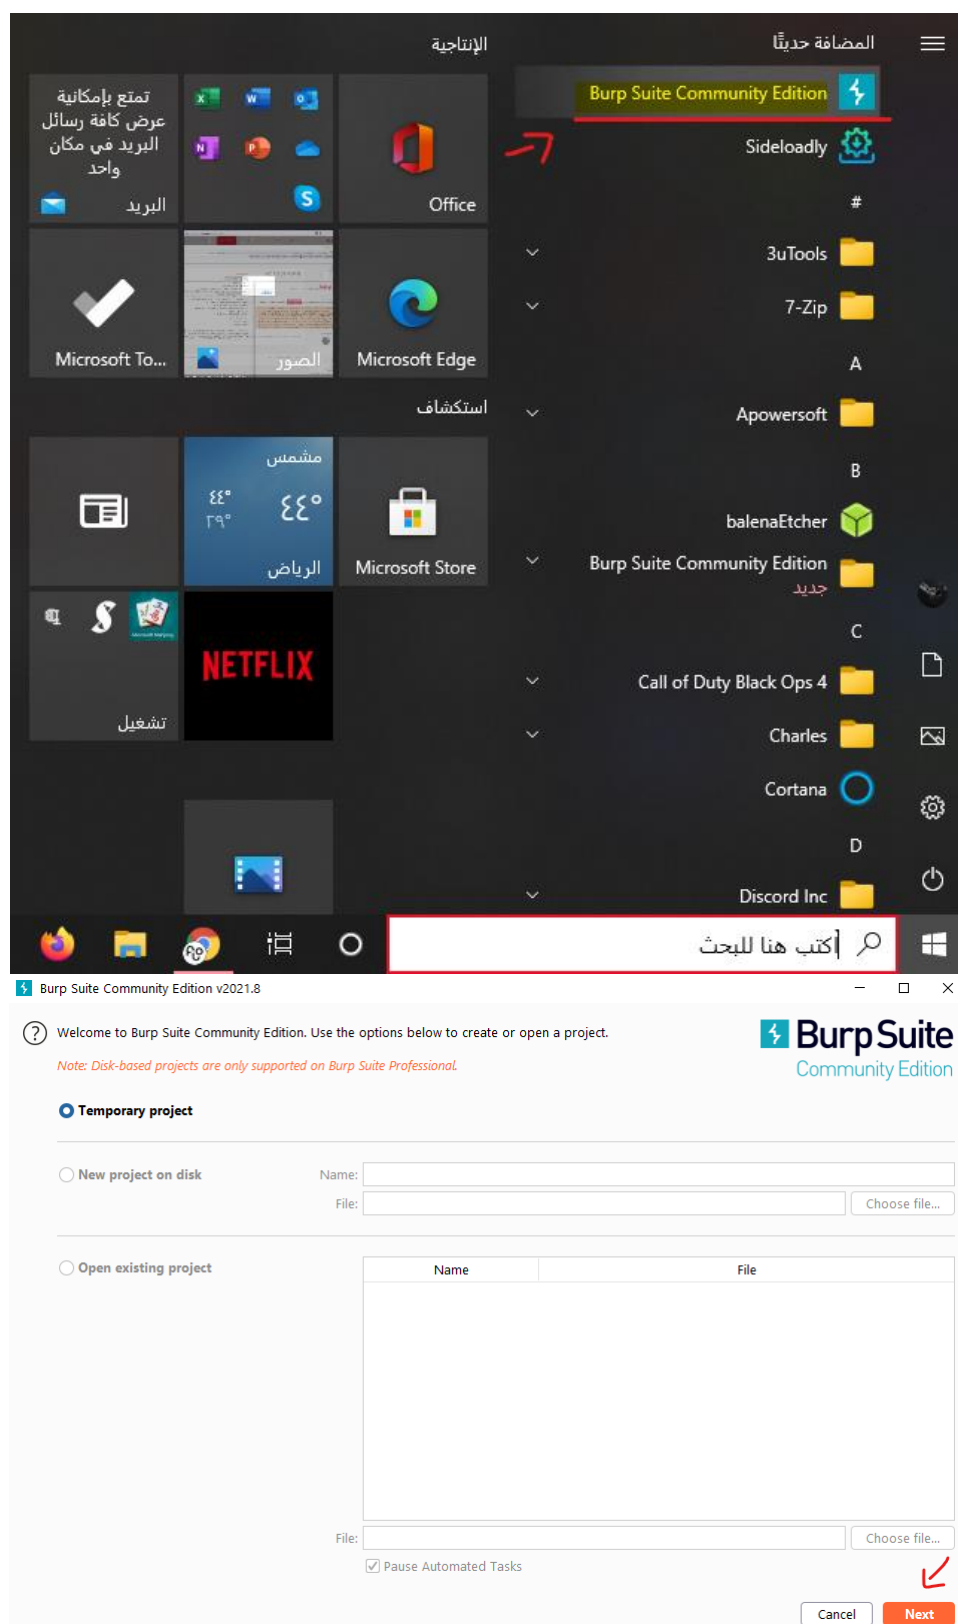 المضافة حديثًا
Burp Suite Community Edition
Sideloadly
#
3uTools
7-Zip
A
Apowersoft
B
balenaEtcher
Burp Suite Community Edition
جديد
C
Call of Duty Black Ops 4
Charles
Cortana
D
Discord Inc
الإنتاجية
Office
تمتع بإمكانية
عرض كافة رسائل
البريد في مكان
واحد
البريد
Microsoft Edge
الصور
Microsoft To...
استكشاف
Microsoft Store
مشمس
٤٤°
٤٤°
٢٩°
الرياض
NETFLIX
تشغيل
اكتب هنا للبحث
Burp Suite Community Edition v2021.8
Welcome to Burp Suite Community Edition. Use the options below to create or open a project.
Note: Disk-based projects are only supported on Burp Suite Professional.
Burp Suite
Community Edition
Temporary project
New project on disk
Name:
File:
Choose file...
Open existing project
Name
File
File:
Choose file...
Pause Automated Tasks
Cancel
Next